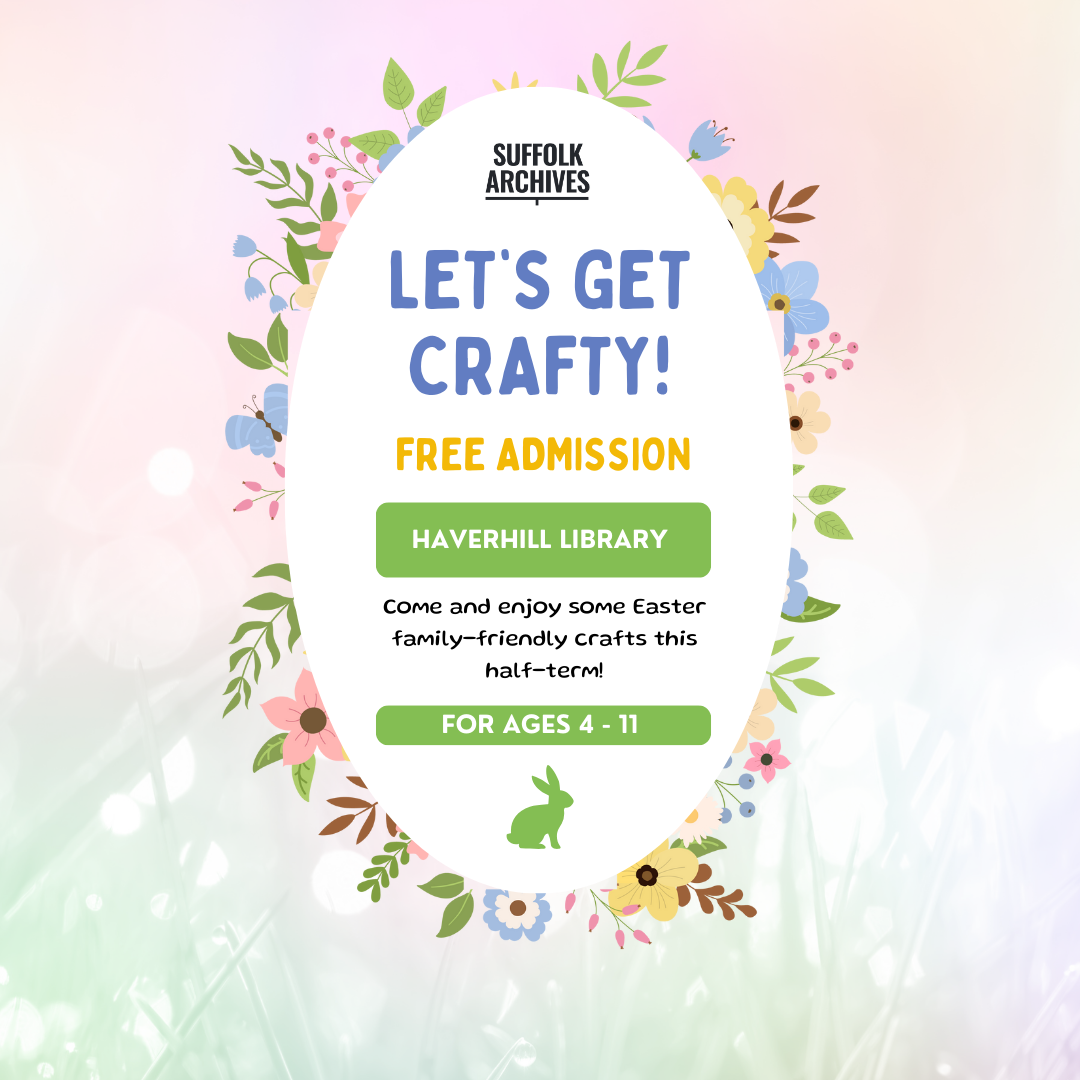 SUFFOLK
ARCHIVES
LET'S GET
CRAFTY!
FREE ADMISSION
HAVERHILL LIBRARY
Come and enjoy some Easter
family-friendly crafts this
half-term!
FOR AGES 4 - 11